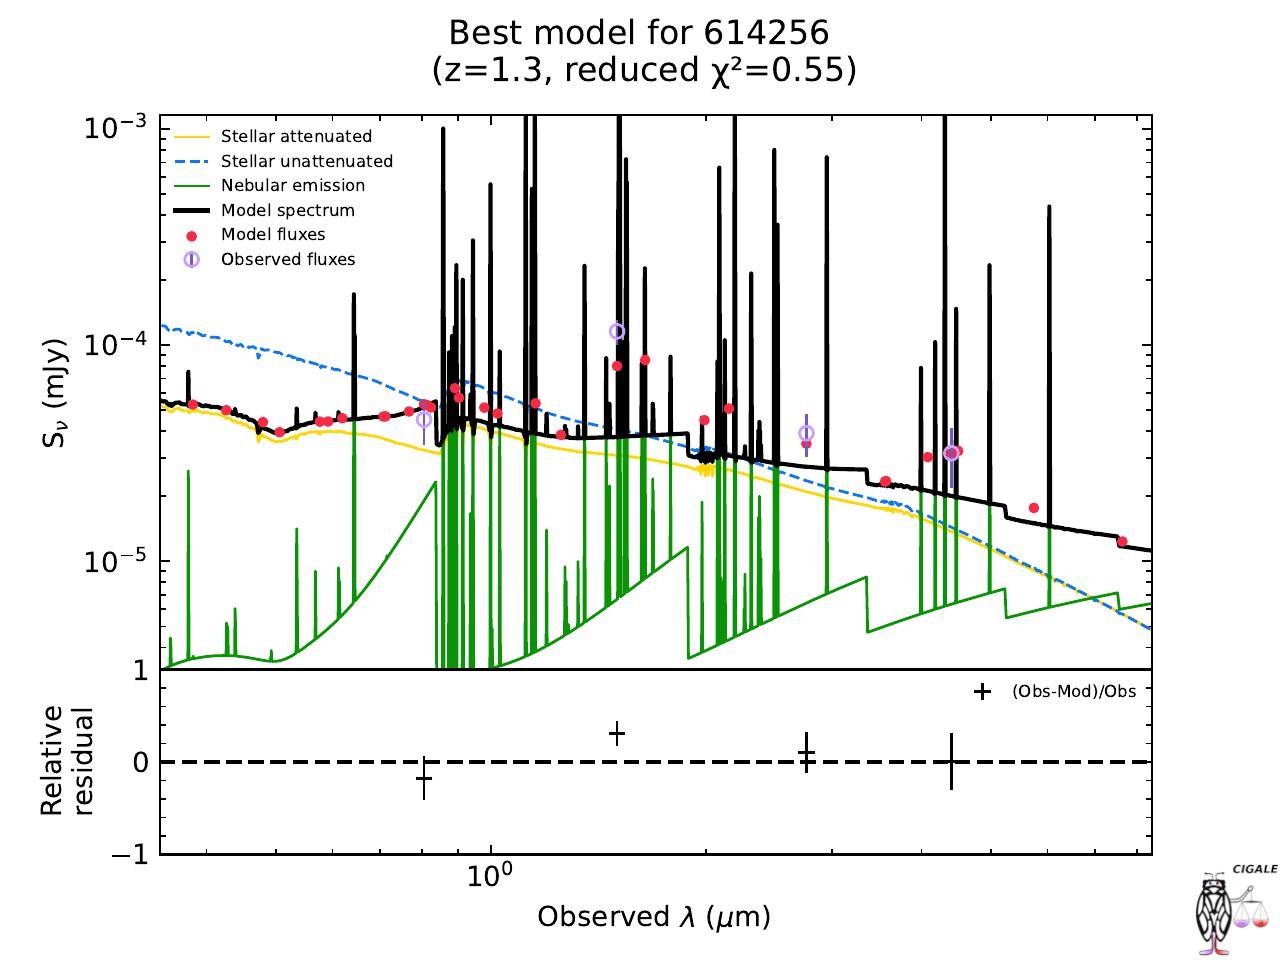 Best model for 614256
(z=1.3, reduced χ²=0.55)
10⁻³
Stellar attenuated
Stellar unattenuated
Nebular emission
Model spectrum
Model fluxes
Observed fluxes
10⁻⁴
Sν (mJy)
10⁻⁵
1
(Obs-Mod)/Obs
Relative
residual
0
−1
10⁰
Observed λ (μm)
CIGALE